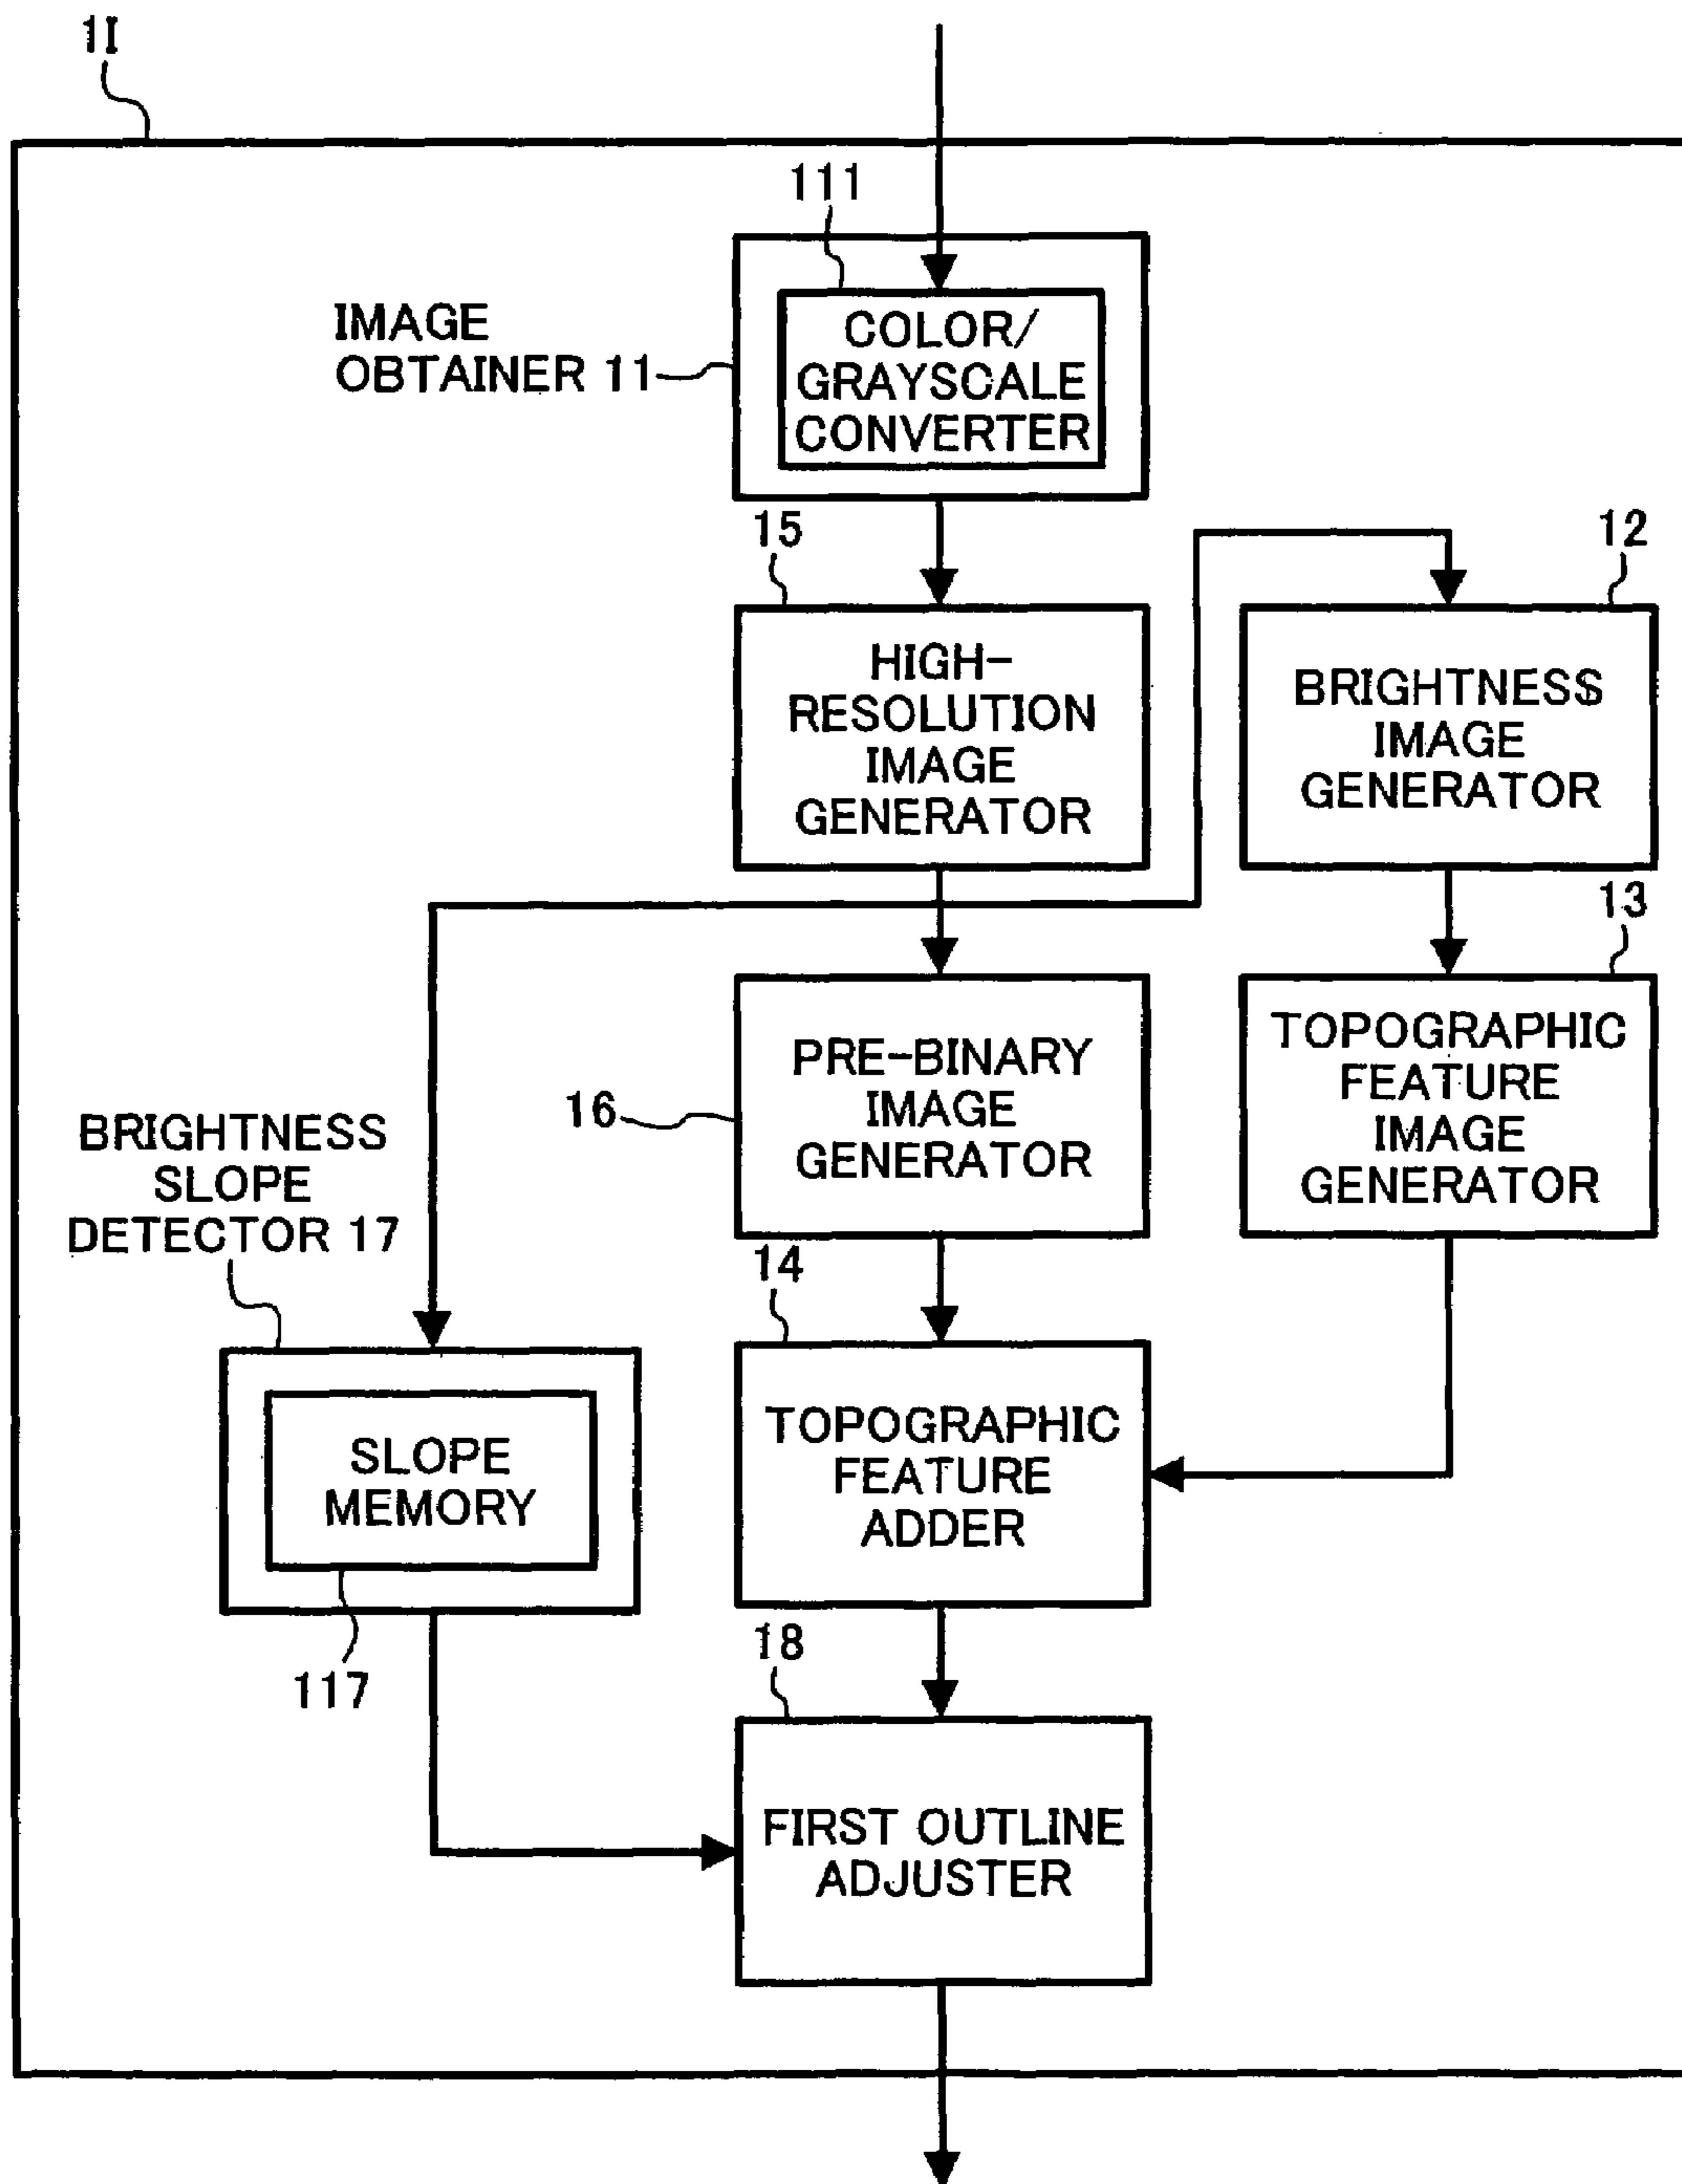 1I
111
IMAGE
OBTAINER 11
COLOR/
GRAYSCALE
CONVERTER
15
12
HIGH-
RESOLUTION
IMAGE
GENERATOR
BRIGHTNESS
IMAGE
GENERATOR
13
PRE-BINARY
IMAGE
GENERATOR
16
TOPOGRAPHIC
FEATURE
IMAGE
GENERATOR
BRIGHTNESS
SLOPE
DETECTOR 17
14
SLOPE
MEMORY
117
TOPOGRAPHIC
FEATURE
ADDER
18
FIRST OUTLINE
ADJUSTER